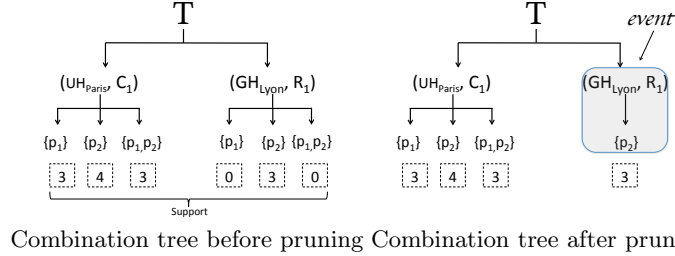 T
T
event
(UH_Paris, C_1)
(GH_Lyon, R_1)
(UH_Paris, C_1)
(GH_Lyon, R_1)
{p_1} {p_2} {p_1,p_2}
{p_1} {p_2} {p_1,p_2}
{p_1} {p_2} {p_1,p_2}
{p_2}
3 4 3
0 3 0
3 4 3
3
Support
Combination tree before pruning
Combination tree after prun